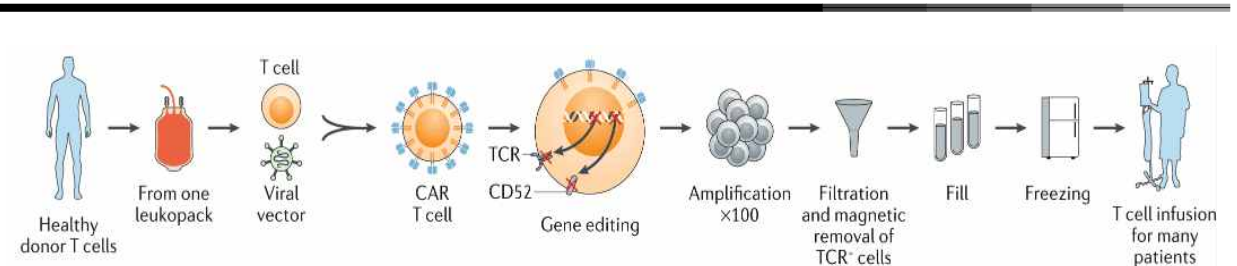 Healthy
donor T cells
From one
leukopack
T cell
Viral
vector
CAR
T cell
TCR
CD52
Gene editing
Amplification
×100
Filtration
and magnetic
removal of
TCR⁺ cells
Fill
Freezing
T cell infusion
for many
patients